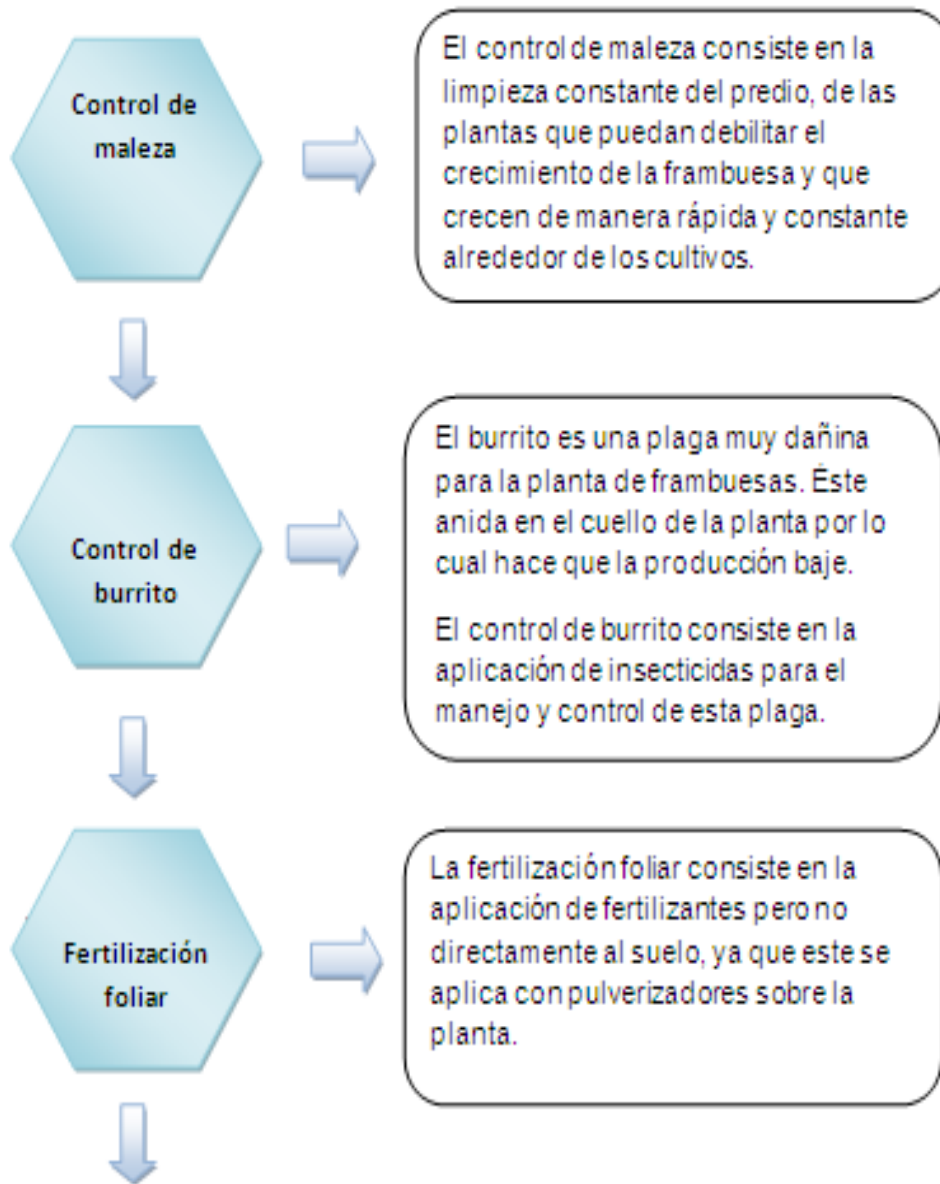 Control de
maleza
El control de maleza consiste en la
limpieza constante del predio, de las
plantas que puedan debilitar el
crecimiento de la frambuesa y que
crecen de manera rápida y constante
alrededor de los cultivos.
Control de
burrito
El burrito es una plaga muy dañina
para la planta de frambuesas. Éste
anida en el cuello de la planta por lo
cual hace que la producción baje.
El control de burrito consiste en la
aplicación de insecticidas para el
manejo y control de esta plaga.
Fertilización
foliar
La fertilización foliar consiste en la
aplicación de fertilizantes pero no
directamente al suelo, ya que este se
aplica con pulverizadores sobre la
planta.